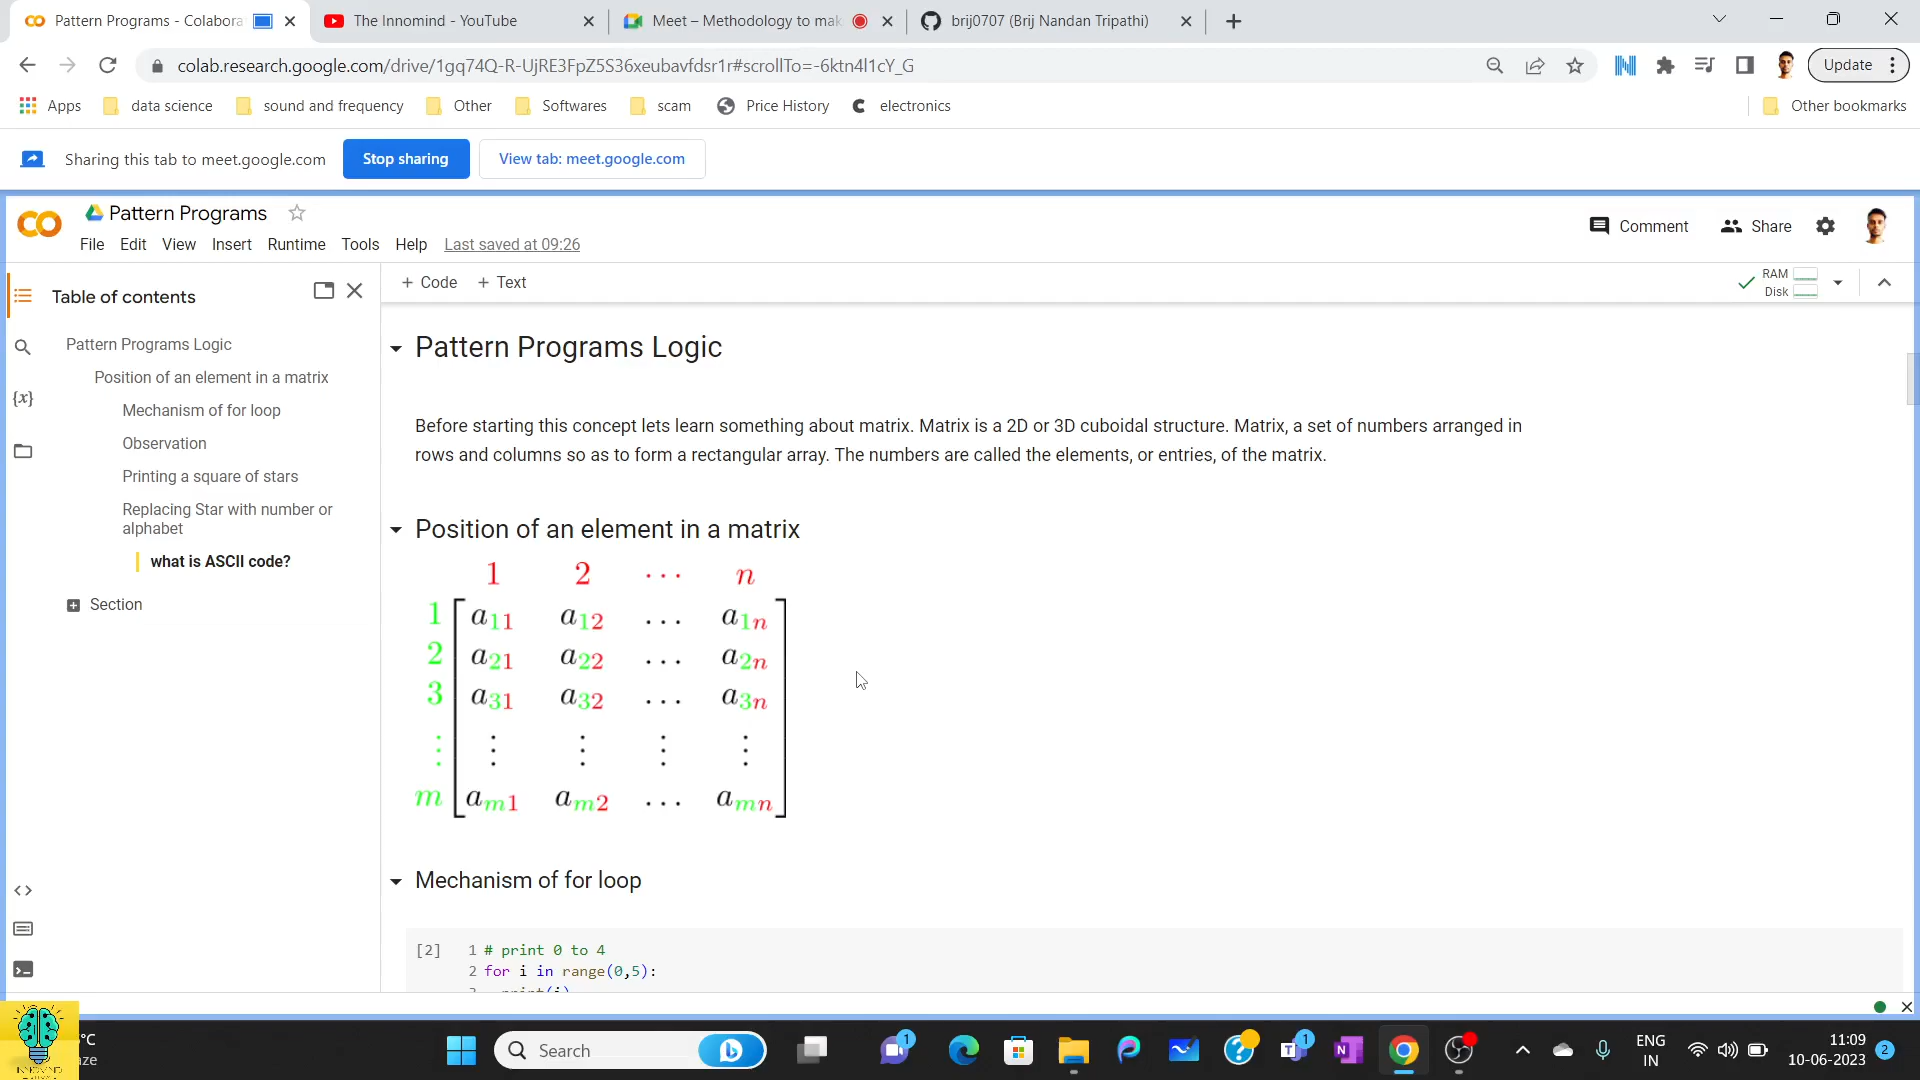 Pattern Programs - Colabora
The Innomind - YouTube
Meet – Methodology to mak
brij0707 (Brij Nandan Tripathi)
colab.research.google.com/drive/1gq74Q-R-UjRE3FpZ5S36xeubavfdsr1r#scrollTo=-6ktn4l1cY_G
Update
Apps
data science
sound and frequency
Other
Softwares
scam
Price History
electronics
Other bookmarks
Sharing this tab to meet.google.com
Stop sharing
View tab: meet.google.com
Pattern Programs
File Edit View Insert Runtime Tools Help Last saved at 09:26
Comment
Share
Table of contents
+ Code + Text
RAM
Disk
Pattern Programs Logic
Position of an element in a matrix
Mechanism of for loop
Observation
Printing a square of stars
Replacing Star with number or
alphabet
what is ASCII code?
Section
{x}
Pattern Programs Logic
Before starting this concept lets learn something about matrix. Matrix is a 2D or 3D cuboidal structure. Matrix, a set of numbers arranged in
rows and columns so as to form a rectangular array. The numbers are called the elements, or entries, of the matrix.
Position of an element in a matrix
1 2 ⋯ n
1 a11 a12 … a1n
2 a21 a22 … a2n
3 a31 a32 … a3n
⋮ ⋮ ⋮ ⋮ ⋮
m am1 am2 … amn
Mechanism of for loop
[2] 1 # print 0 to 4
2 for i in range(0,5):
Search
1
1
ENG
IN
11:09
10-06-2023
2